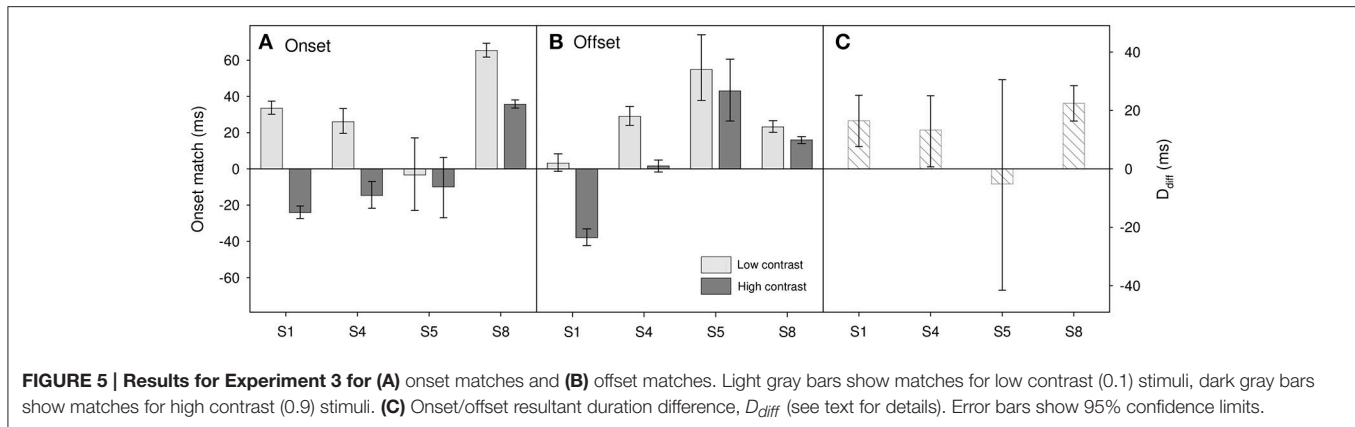 A Onset
B Offset
C
Onset match (ms)
60
40
20
0
-20
-40
-60
Low contrast
High contrast
40
20
0
-20
-40
D_diff (ms)
S1 S4 S5 S8
S1 S4 S5 S8
S1 S4 S5 S8
FIGURE 5 | Results for Experiment 3 for (A) onset matches and (B) offset matches. Light gray bars show matches for low contrast (0.1) stimuli, dark gray bars
show matches for high contrast (0.9) stimuli. (C) Onset/offset resultant duration difference, D_diff (see text for details). Error bars show 95% confidence limits.